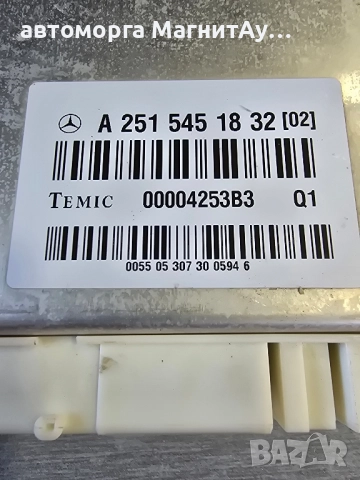 автоморга МагнитАу...
A 251 545 18 32 [02]
TEMIC 00004253B3 Q1
0055 05 307 30 0594 6
BAZAR